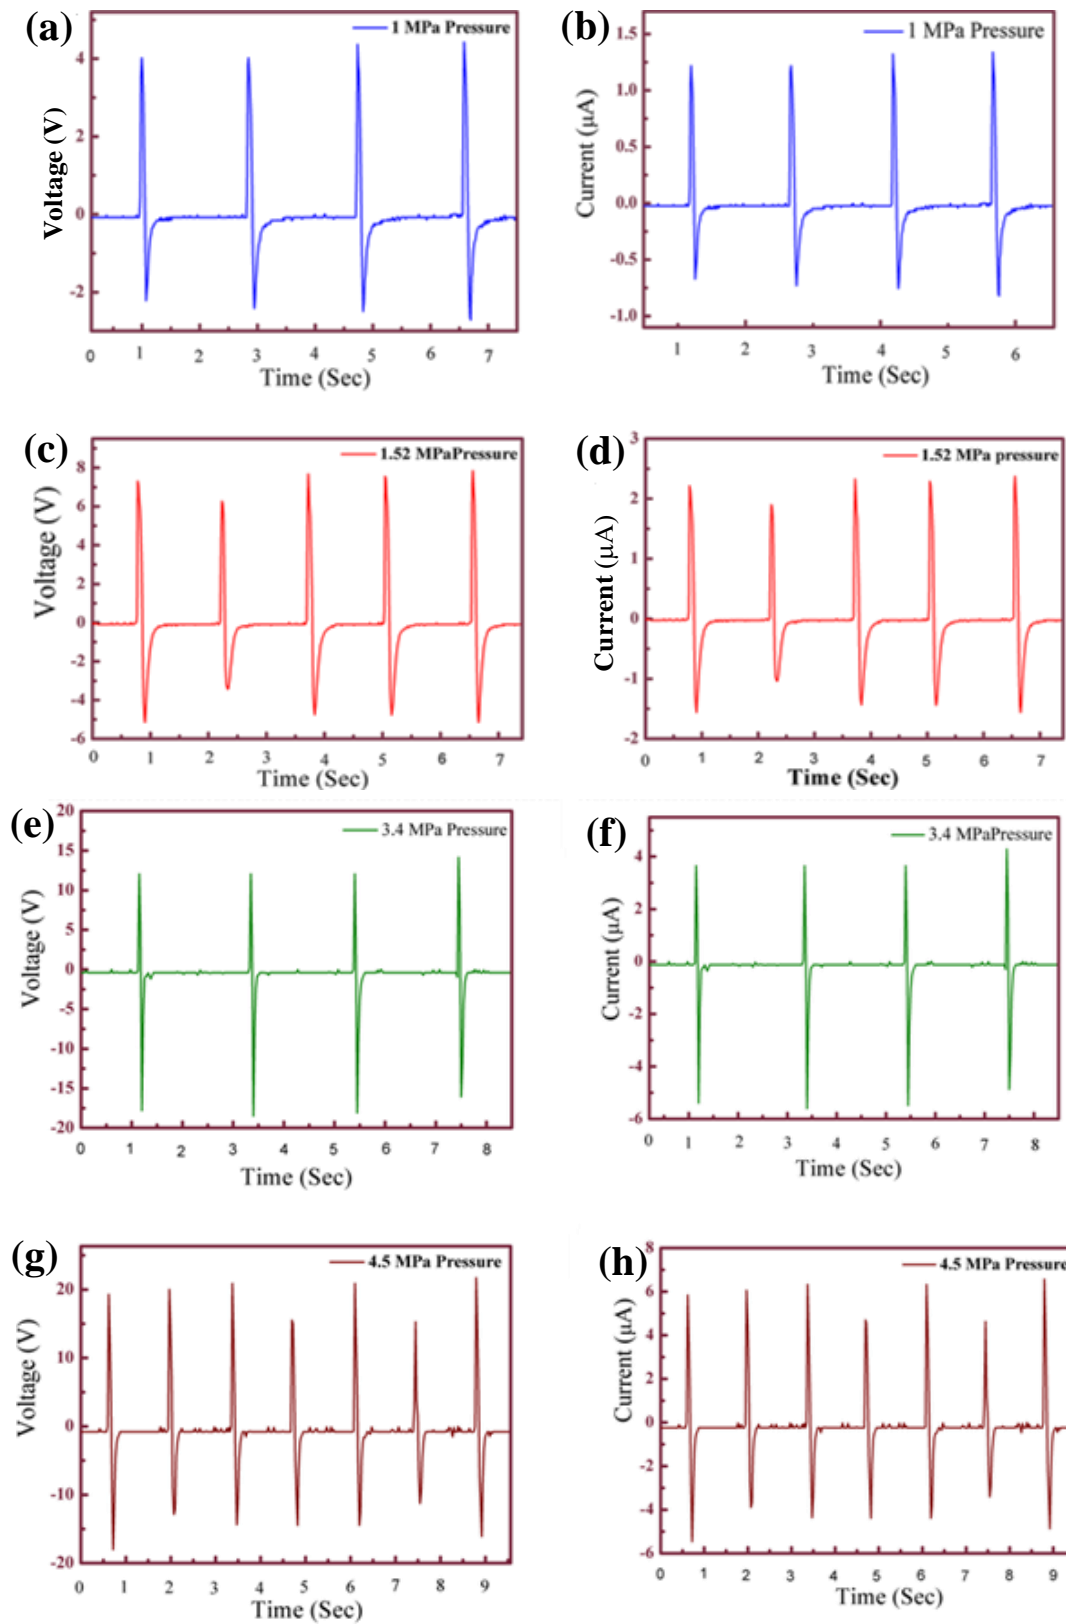 (a)
1 MPa Pressure
4
2
0
-2
Voltage (V)
0 1 2 3 4 5 6 7
Time (Sec)
(b)
1 MPa Pressure
1.5
1.0
0.5
0.0
-0.5
-1.0
Current (μA)
1 2 3 4 5 6
Time (Sec)
(c)
1.52 MPaPressure
8
6
4
2
0
-2
-4
-6
Voltage (V)
0 1 2 3 4 5 6 7
Time (Sec)
(d)
1.52 MPa pressure
3
2
1
0
-1
-2
Current (μA)
0 1 2 3 4 5 6 7
Time (Sec)
(e)
3.4 MPa Pressure
20
15
10
5
0
-5
-10
-15
-20
Voltage (V)
0 1 2 3 4 5 6 7 8
Time (Sec)
(f)
3.4 MPaPressure
4
2
0
-2
-4
-6
Current (μA)
0 1 2 3 4 5 6 7 8
Time (Sec)
(g)
4.5 MPa Pressure
20
10
0
-10
-20
Voltage (V)
0 1 2 3 4 5 6 7 8 9
Time (Sec)
(h)
4.5 MPa Pressure
8
6
4
2
0
-2
-4
-6
Current (μA)
0 1 2 3 4 5 6 7 8 9
Time (Sec)